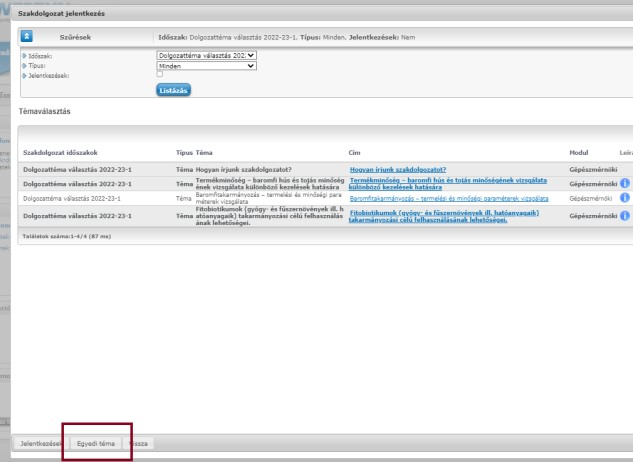 Szakdolgozat jelentkezés
Szűrések Időszak: Dolgozattéma választás 2022-23-1, Típus: Minden, Jelentkezések: Nem
Időszak: Dolgozattéma választás 202
Típus: Minden
Jelentkezések:
Listázás
Témaválasztás
Szakdolgozat időszakok Típus Téma Cím Modul Leírá
Dolgozattéma választás 2022-23-1 Téma Hogyan írjunk szakdolgozatot? Hogyan írjunk szakdolgozatot? Gépészmérnöki
Dolgozattéma választás 2022-23-1 Téma Termékminőség – baromfi hús és tojás minőség Termékminőség – baromfi hús és tojás minőségének vizsgálata Gépészmérnöki
ének vizsgálata különböző kezelések hatására különböző kezelések hatására
Dolgozattéma választás 2022-23-1 Téma Baromfitakarmányozás – termelési és minőségi para Baromfitakarmányozás – termelési és minőségi paraméterek vizsgálata Gépészmérnöki
méterek vizsgálata
Fitobiotikumok (gyógy- és fűszernövények ill. h Fitobiotikumok (gyógy- és fűszernövények ill. hatóanyagaik)
Dolgozattéma választás 2022-23-1 Téma atóanyagaik) takarmányozási célú felhasználás takarmányozási célú felhasználásának lehetőségei. Gépészmérnöki
ának lehetőségei.
Találatok száma:1-4/4 (87 ms)
Jelentkezések Egyedi téma Vissza